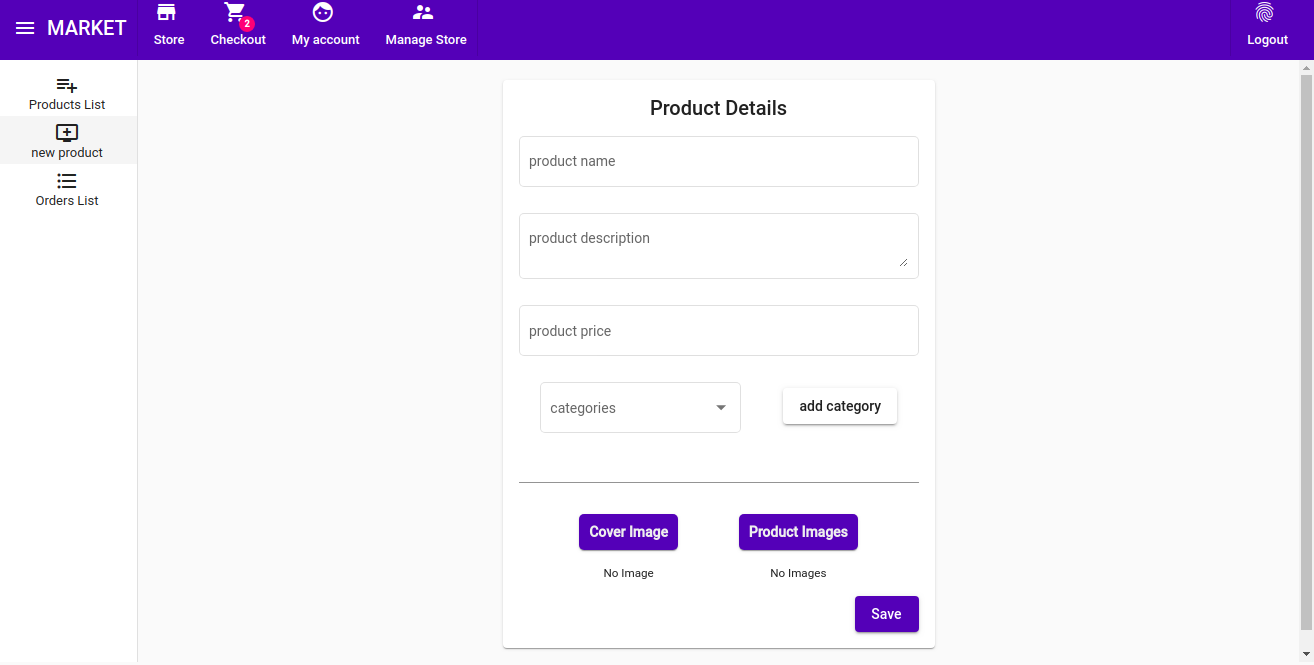 MARKET
Store
2
Checkout
My account
Manage Store
Logout
Products List
new product
Orders List
Product Details
product name
product description
product price
categories
add category
Cover Image
Product Images
No Image
No Images
Save